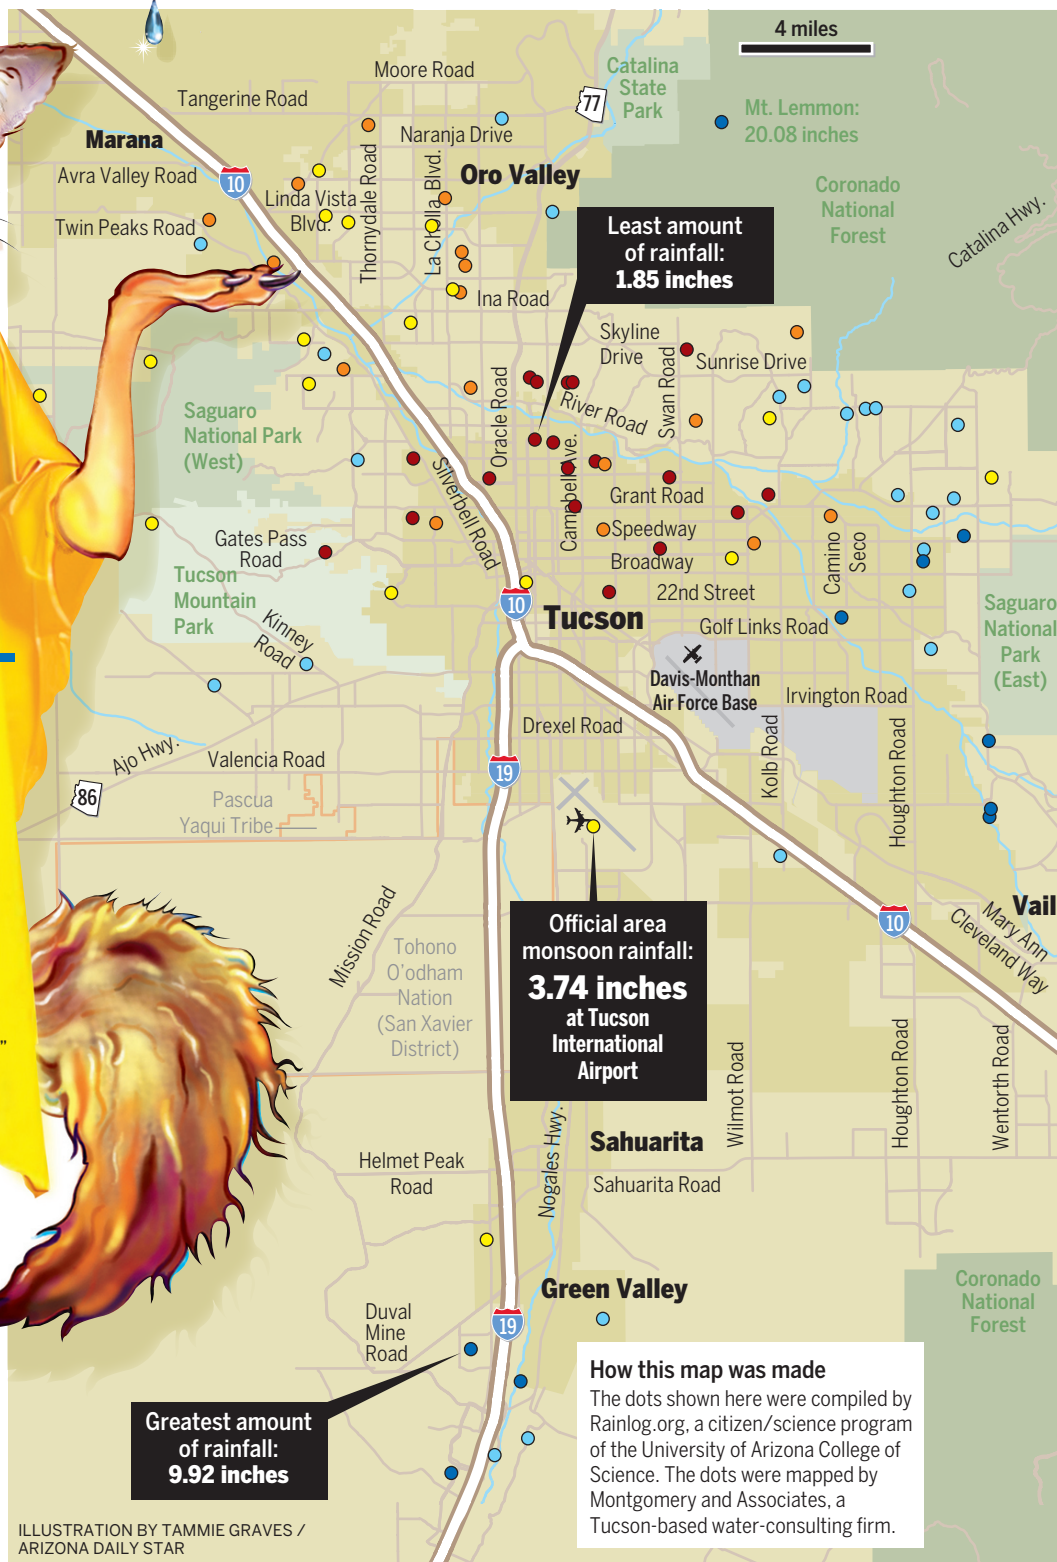 4 miles
Moore Road
Catalina
State
Park
Tangerine Road
77
Mt. Lemmon:
20.08 inches
Marana
Naranja Drive
Avra Valley Road
10
Oro Valley
Linda Vista
Blvd.
Thornydale Road
La Cholla Blvd.
Coronado
National
Forest
Catalina Hwy.
Twin Peaks Road
Least amount
of rainfall:
1.85 inches
Ina Road
Skyline
Drive
Swan Road
Sunrise Drive
Oracle Road
River Road
Saguaro
National Park
(West)
Silverbell Road
Campbell Ave.
Grant Road
Speedway
Camino
Seco
Gates Pass
Road
Broadway
Tucson
Mountain
Park
22nd Street
10
Tucson
Golf Links Road
Saguaro
National
Park
(East)
Kinney
Road
Davis-Monthan
Air Force Base
Irvington Road
Drexel Road
Ajo Hwy.
Valencia Road
19
Kolb Road
Houghton Road
86
Pascua
Yaqui Tribe
Official area
monsoon rainfall:
3.74 inches
at Tucson
International
Airport
10
Vail
Mary Ann
Cleveland Way
Mission Road
Tohono
O'odham
Nation
(San Xavier
District)
”
Wilmot Road
Houghton Road
Wentorth Road
Nogales Hwy.
Sahuarita
Helmet Peak
Road
Sahuarita Road
Green Valley
Coronado
National
Forest
Duval
Mine
Road
19
Greatest amount
of rainfall:
9.92 inches
How this map was made
The dots shown here were compiled by
Rainlog.org, a citizen/science program
of the University of Arizona College of
Science. The dots were mapped by
Montgomery and Associates, a
Tucson-based water-consulting firm.
ILLUSTRATION BY TAMMIE GRAVES /
ARIZONA DAILY STAR